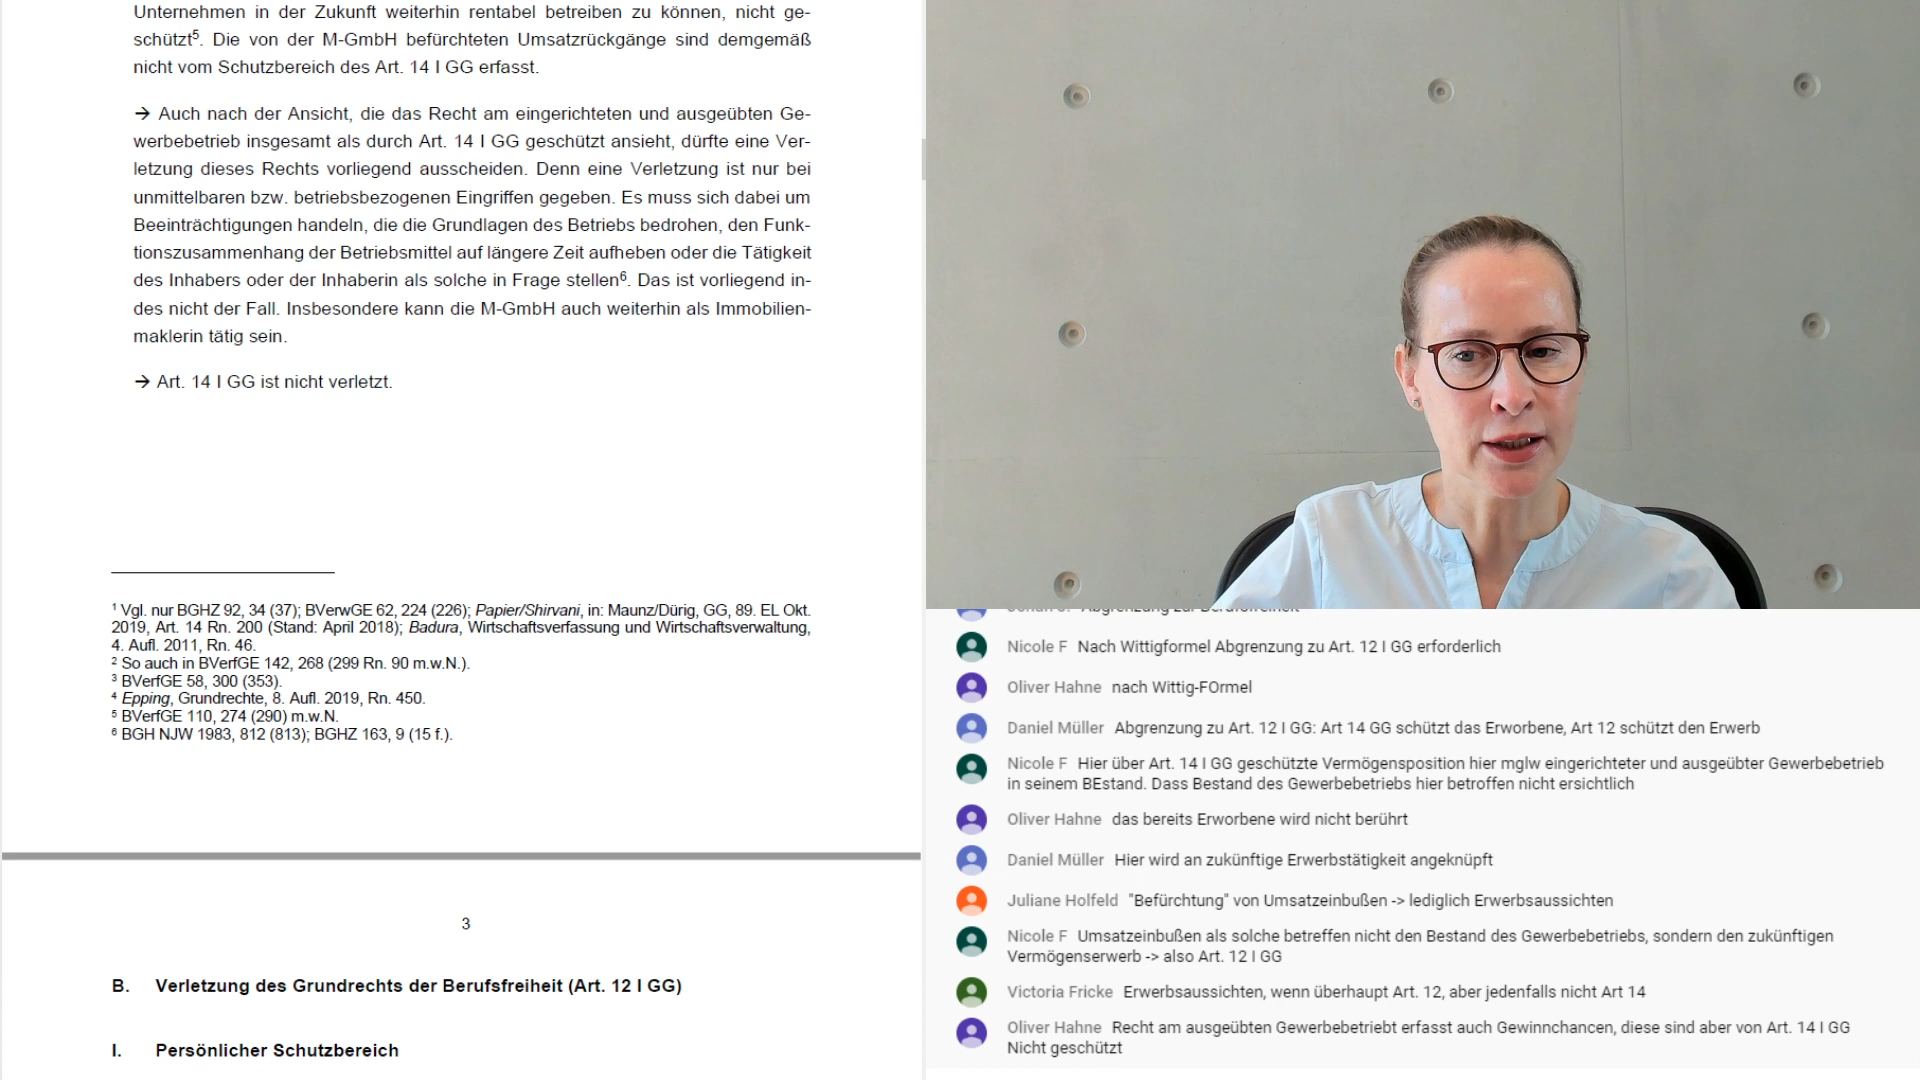 Unternehmen in der Zukunft weiterhin rentabel betreiben zu können, nicht ge-
schützt⁵. Die von der M-GmbH befürchteten Umsatzrückgänge sind demgemäß
nicht vom Schutzbereich des Art. 14 I GG erfasst.
→ Auch nach der Ansicht, die das Recht am eingerichteten und ausgeübten Ge-
werbebetrieb insgesamt als durch Art. 14 I GG geschützt ansieht, dürfte eine Ver-
letzung dieses Rechts vorliegend ausscheiden. Denn eine Verletzung ist nur bei
unmittelbaren bzw. betriebsbezogenen Eingriffen gegeben. Es muss sich dabei um
Beeinträchtigungen handeln, die die Grundlagen des Betriebs bedrohen, den Funk-
tionszusammenhang der Betriebsmittel auf längere Zeit aufheben oder die Tätigkeit
des Inhabers oder der Inhaberin als solche in Frage stellen⁶. Das ist vorliegend in-
des nicht der Fall. Insbesondere kann die M-GmbH auch weiterhin als Immobilien-
maklerin tätig sein.
→ Art. 14 I GG ist nicht verletzt.
¹ Vgl. nur BGHZ 92, 34 (37); BVerwGE 62, 224 (226); Papier/Shirvani, in: Maunz/Dürig, GG, 89. EL Okt.
2019, Art. 14 Rn. 200 (Stand: April 2018); Badura, Wirtschaftsverfassung und Wirtschaftsverwaltung,
4. Aufl. 2011, Rn. 46.
² So auch in BVerfGE 142, 268 (299 Rn. 90 m.w.N.).
³ BVerfGE 58, 300 (353).
⁴ Epping, Grundrechte, 8. Aufl. 2019, Rn. 450.
⁵ BVerfGE 110, 274 (290) m.w.N.
⁶ BGH NJW 1983, 812 (813); BGHZ 163, 9 (15 f.).
3
B. Verletzung des Grundrechts der Berufsfreiheit (Art. 12 I GG)
I. Persönlicher Schutzbereich
Abgrenzung zur Berufsfreiheit
Nicole F Nach Wittigformel Abgrenzung zu Art. 12 I GG erforderlich
Oliver Hahne nach Wittig-FOrmel
Daniel Müller Abgrenzung zu Art. 12 I GG: Art 14 GG schützt das Erworbene, Art 12 schützt den Erwerb
Nicole F Hier über Art. 14 I GG geschützte Vermögensposition hier mglw eingerichteter und ausgeübter Gewerbebetrieb
in seinem BEstand. Dass Bestand des Gewerbebetriebs hier betroffen nicht ersichtlich
Oliver Hahne das bereits Erworbene wird nicht berührt
Daniel Müller Hier wird an zukünftige Erwerbstätigkeit angeknüpft
Juliane Holfeld "Befürchtung" von Umsatzeinbußen -> lediglich Erwerbsaussichten
Nicole F Umsatzeinbußen als solche betreffen nicht den Bestand des Gewerbebetriebs, sondern den zukünftigen
Vermögenserwerb -> also Art. 12 I GG
Victoria Fricke Erwerbsaussichten, wenn überhaupt Art. 12, aber jedenfalls nicht Art 14
Oliver Hahne Recht am ausgeübten Gewerbebetriebt erfasst auch Gewinnchancen, diese sind aber von Art. 14 I GG
Nicht geschützt